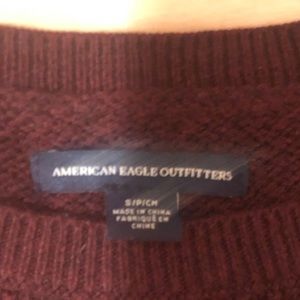 AMERICAN EAGLE OUTFITTERS
S/P/CH
MADE IN CHINA
FABRIQUÉ EN
CHINE